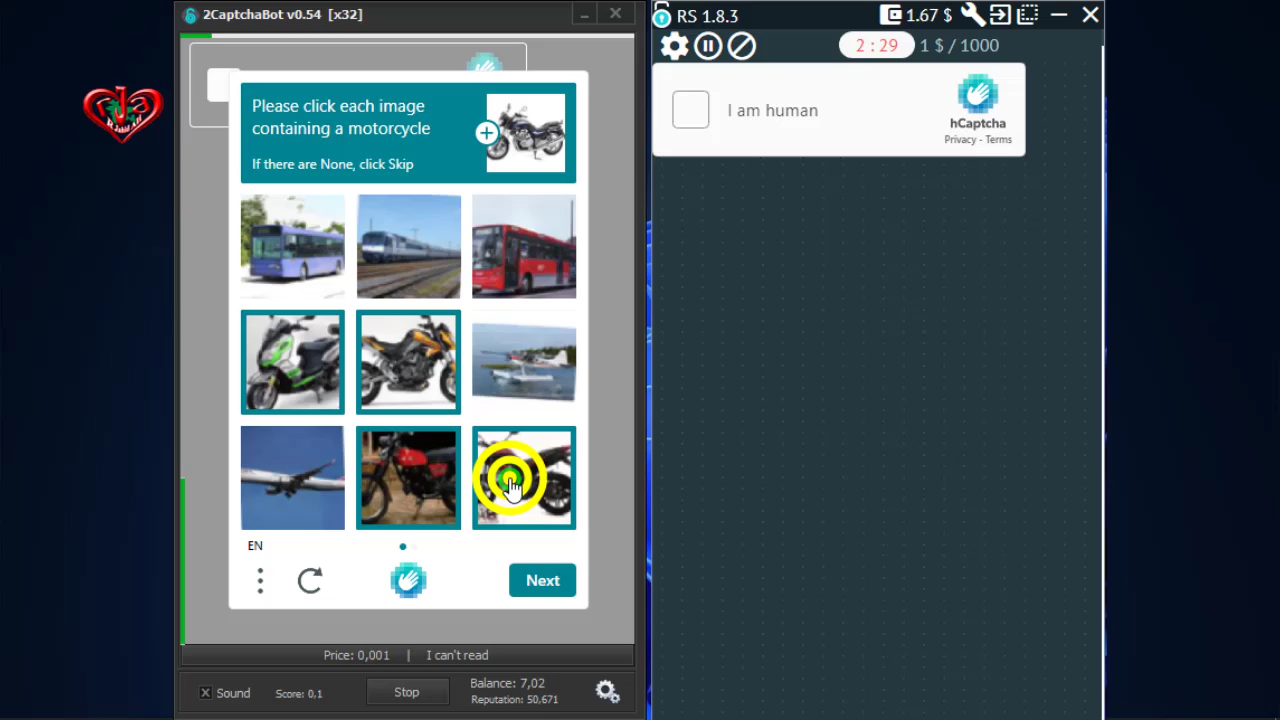 2CaptchaBot v0.54 [x32]
Please click each image
containing a motorcycle
If there are None, click Skip
EN
Next
Price: 0,001 | I can't read
Sound
Score: 0,1
Stop
Balance: 7,02
Reputation: 50,671
RS 1.8.3
1.67 $
2 : 29
1 $ / 1000
I am human
hCaptcha
Privacy - Terms